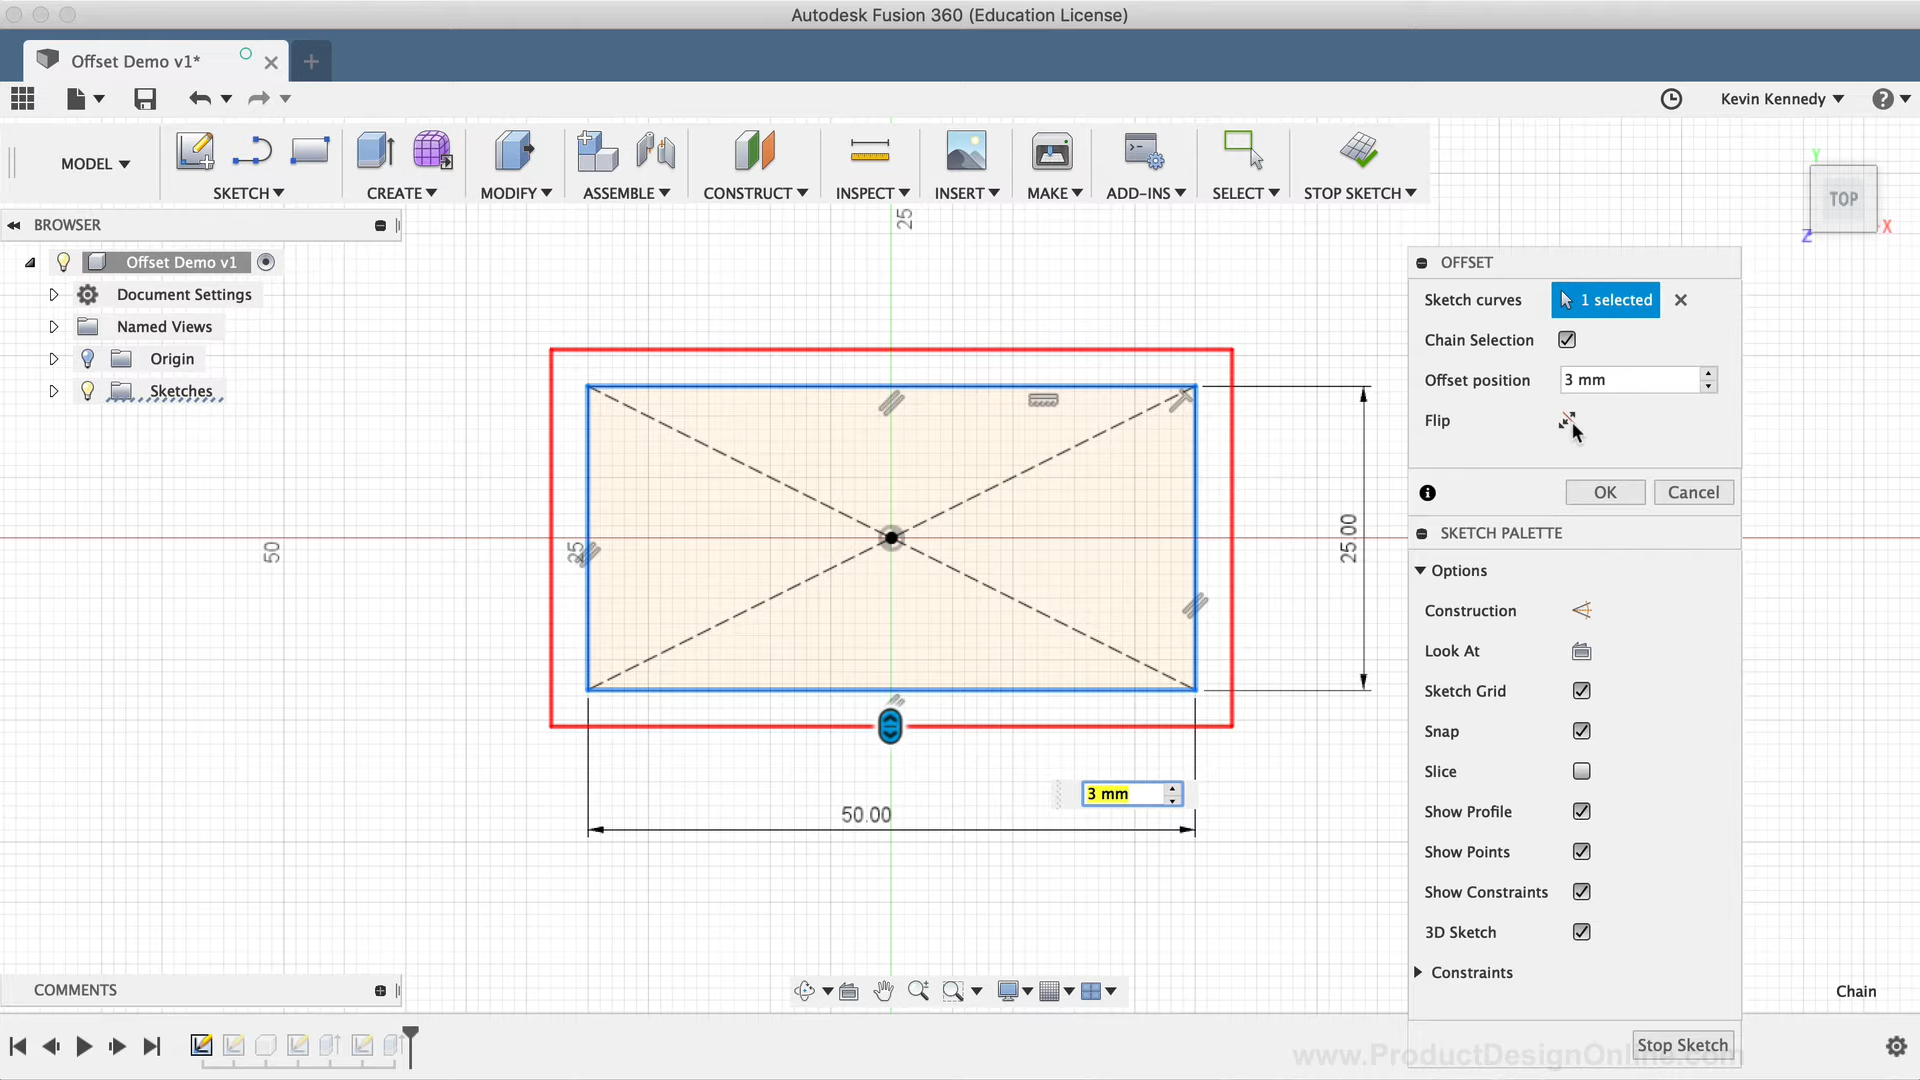 Autodesk Fusion 360 (Education License)
Offset Demo v1*
Kevin Kennedy
MODEL
SKETCH
CREATE
MODIFY
ASSEMBLE
CONSTRUCT
INSPECT
INSERT
MAKE
ADD-INS
SELECT
STOP SKETCH
BROWSER
Offset Demo v1
Document Settings
Named Views
Origin
Sketches
25
50
25
25.00
3 mm
50.00
Y
TOP
X
Z
OFFSET
Sketch curves 1 selected
Chain Selection
Offset position 3 mm
Flip
OK Cancel
SKETCH PALETTE
Options
Construction
Look At
Sketch Grid
Snap
Slice
Show Profile
Show Points
Show Constraints
3D Sketch
Constraints
Chain
COMMENTS
Stop Sketch
www.ProductDesignOnline.com